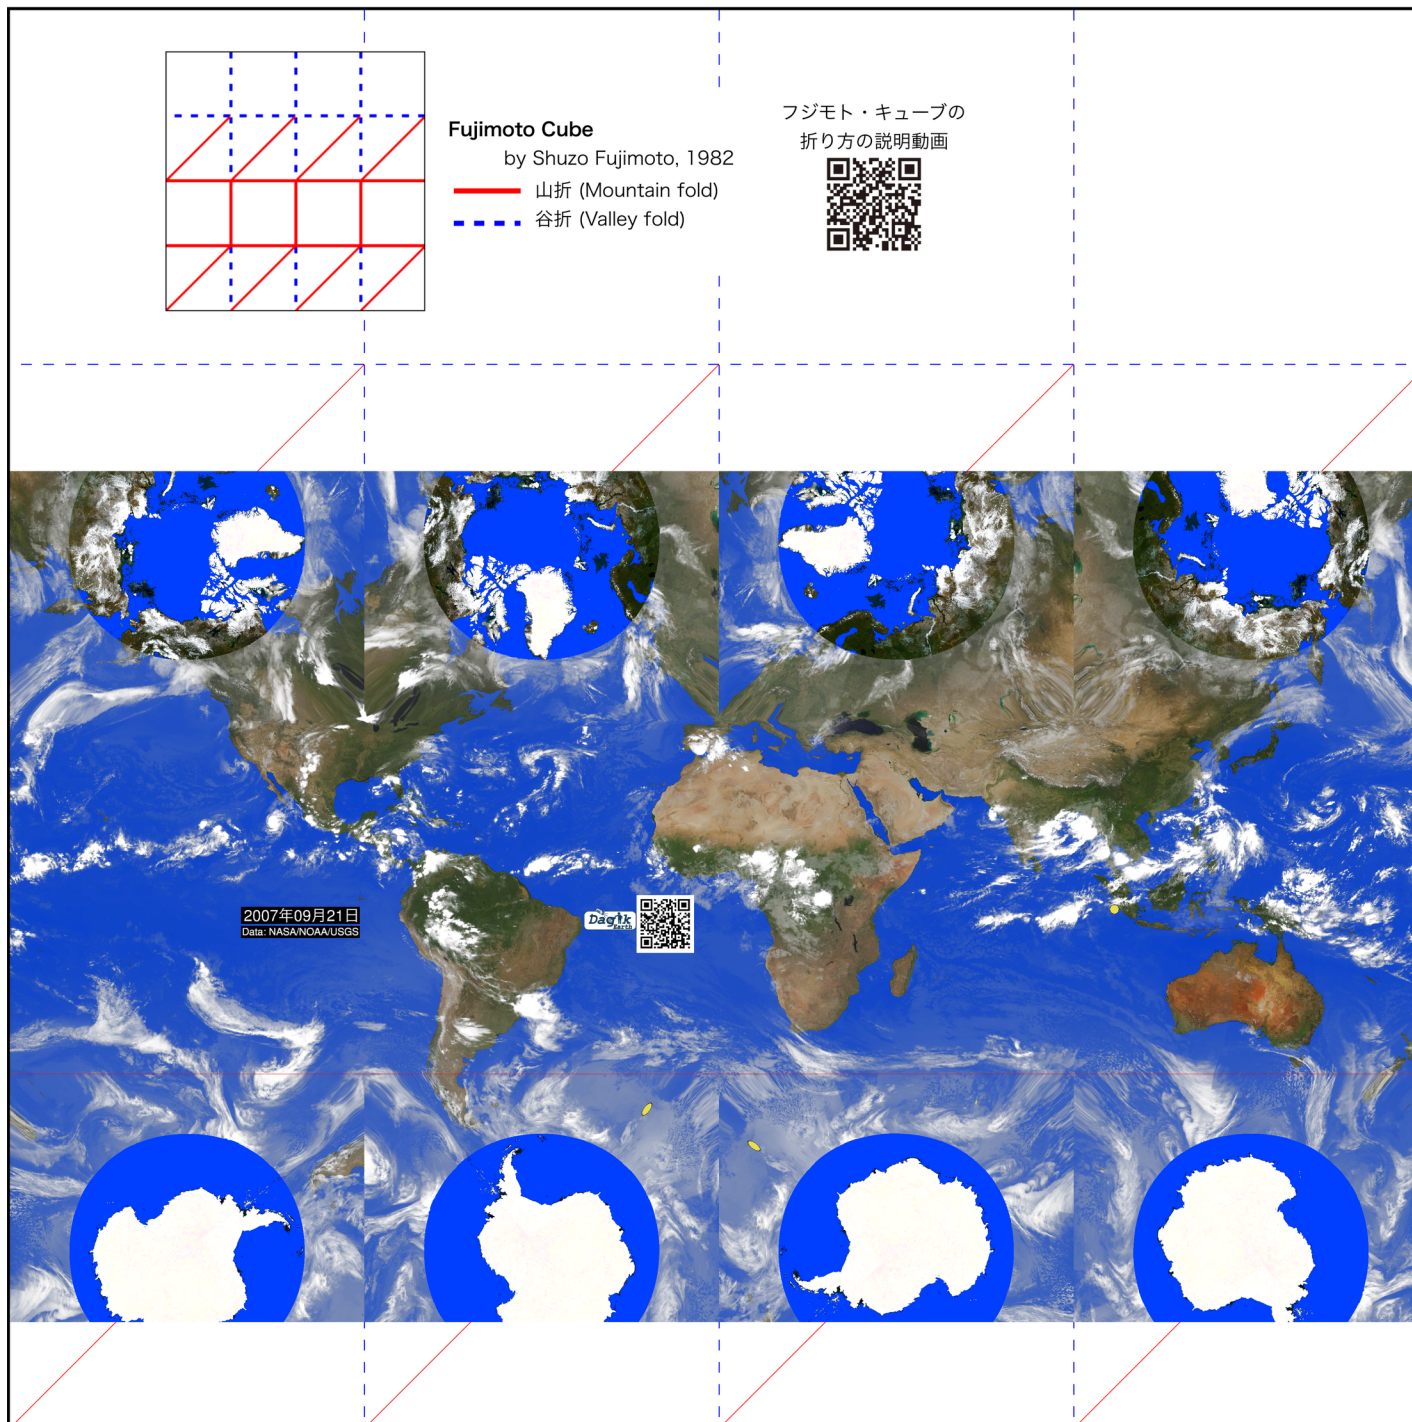 Fujimoto Cube
by Shuzo Fujimoto, 1982
山折 (Mountain fold)
谷折 (Valley fold)
フジモト・キューブの
折り方の説明動画
2007年09月21日
Data: NASA/NOAA/USGS
Dagik
Earth